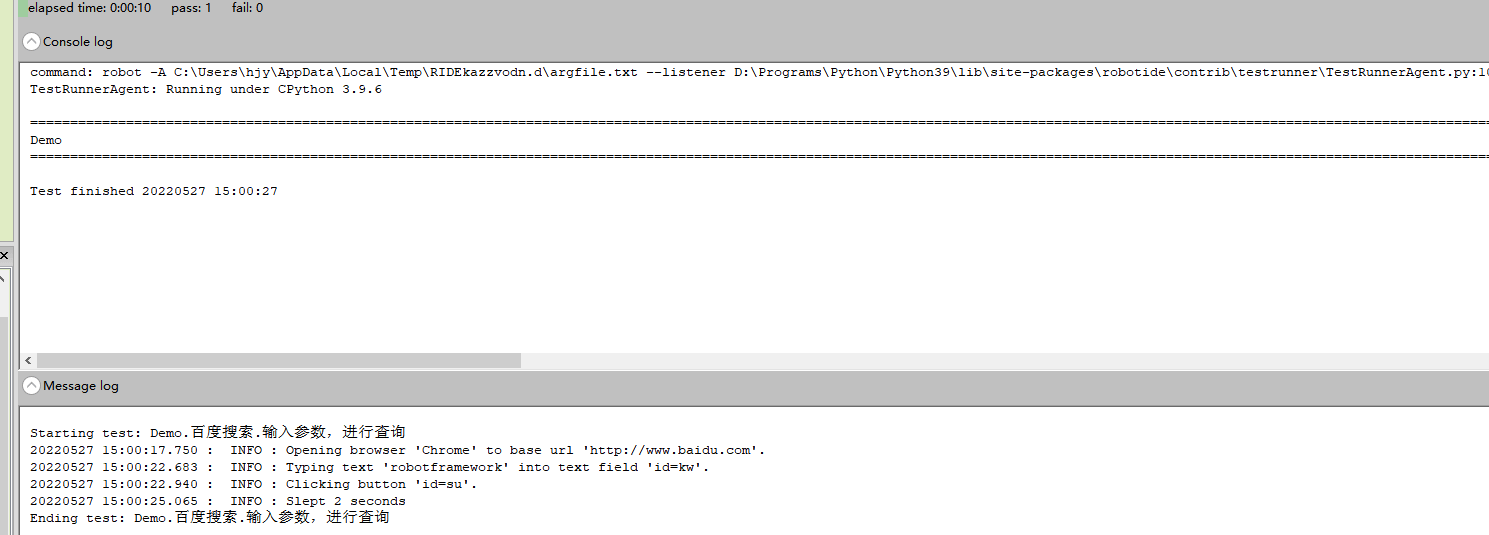 elapsed time: 0:00:10 pass: 1 fail: 0
Console log
command: robot -A C:\Users\hjy\AppData\Local\Temp\RIDEkazzvodn.d\argfile.txt --listener D:\Programs\Python\Python39\lib\site-packages\robotide\contrib\testrunner\TestRunnerAgent.py:10
TestRunnerAgent: Running under CPython 3.9.6
Demo
Test finished 20220527 15:00:27
Message log
Starting test: Demo.百度搜索.输入参数，进行查询
20220527 15:00:17.750 : INFO : Opening browser 'Chrome' to base url 'http://www.baidu.com'.
20220527 15:00:22.683 : INFO : Typing text 'robotframework' into text field 'id=kw'.
20220527 15:00:22.940 : INFO : Clicking button 'id=su'.
20220527 15:00:25.065 : INFO : Slept 2 seconds
Ending test: Demo.百度搜索.输入参数，进行查询